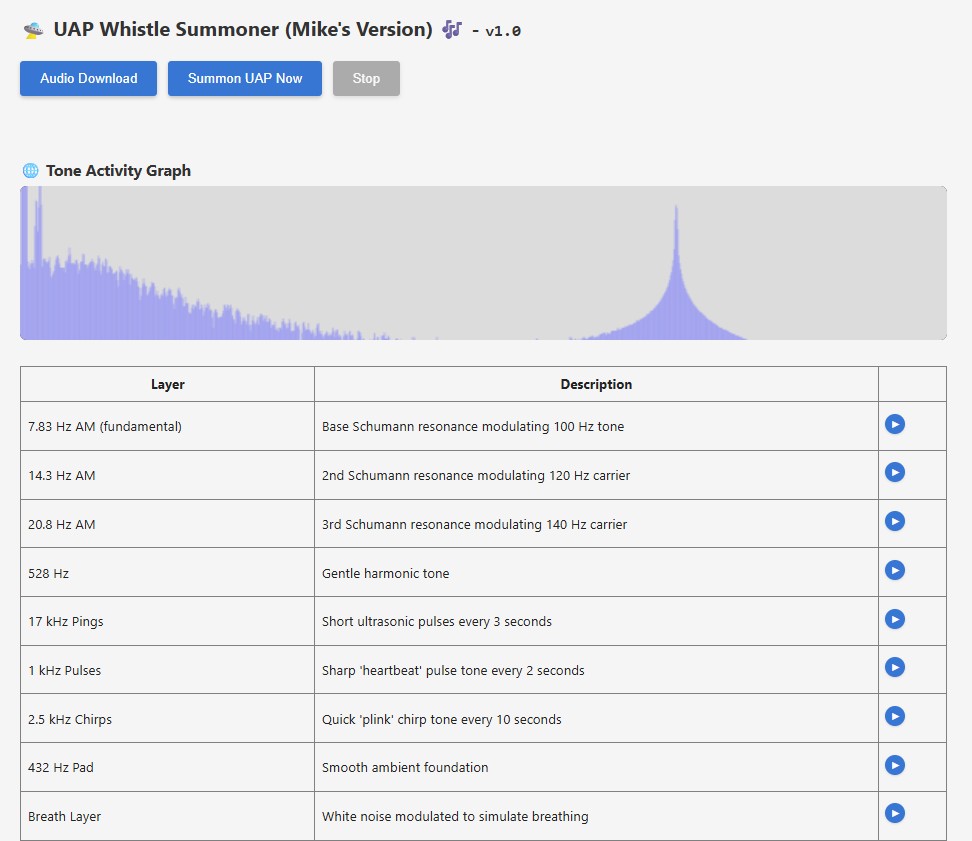 🛸 UAP Whistle Summoner (Mike's Version) 🎶 - v1.0
Audio Download Summon UAP Now Stop
🌐 Tone Activity Graph
Layer Description
7.83 Hz AM (fundamental) Base Schumann resonance modulating 100 Hz tone
14.3 Hz AM 2nd Schumann resonance modulating 120 Hz carrier
20.8 Hz AM 3rd Schumann resonance modulating 140 Hz carrier
528 Hz Gentle harmonic tone
17 kHz Pings Short ultrasonic pulses every 3 seconds
1 kHz Pulses Sharp 'heartbeat' pulse tone every 2 seconds
2.5 kHz Chirps Quick 'plink' chirp tone every 10 seconds
432 Hz Pad Smooth ambient foundation
Breath Layer White noise modulated to simulate breathing